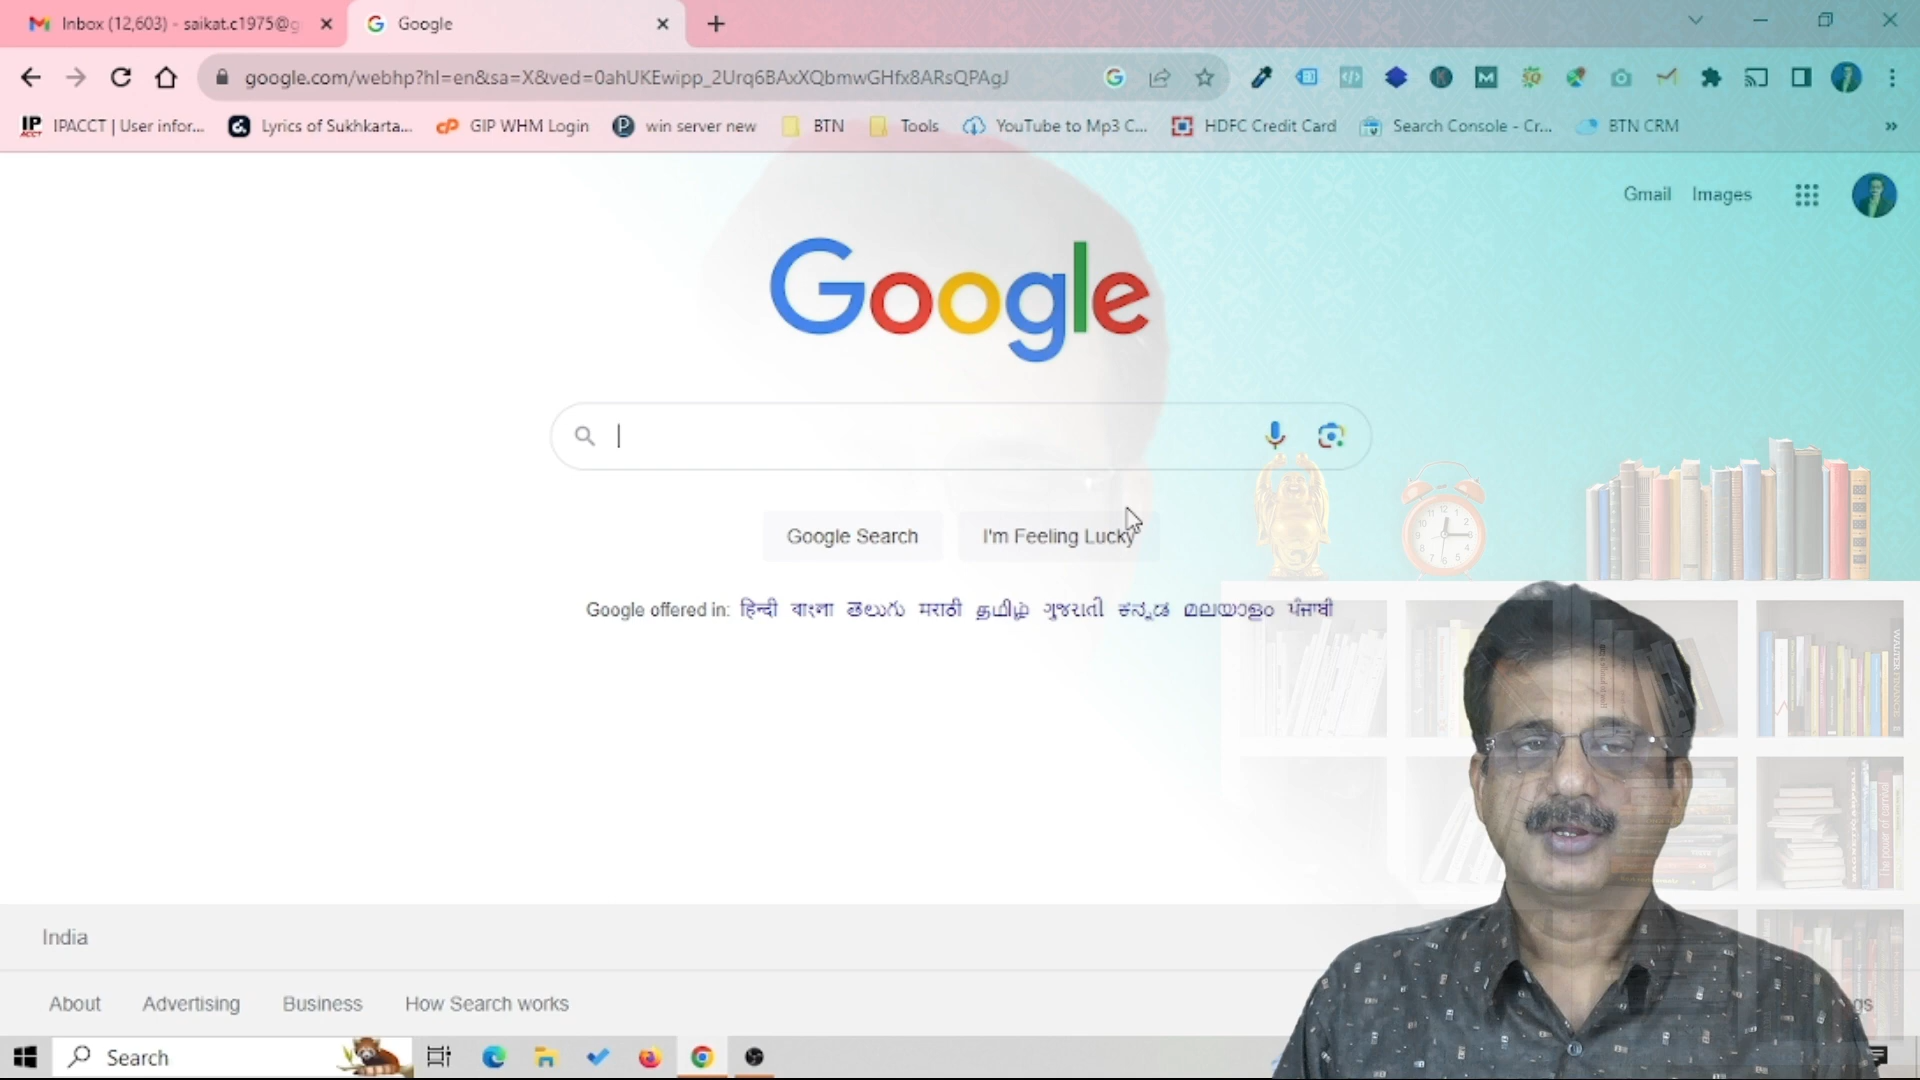 Inbox (12,603) - saikat.c1975@g
Google
google.com/webhp?hl=en&sa=X&ved=0ahUKEwipp_2Urq6BAxXQbmwGHfx8ARsQPAgJ
IPACCT | User infor...
Lyrics of Sukhkarta...
GIP WHM Login
win server new
BTN
Tools
YouTube to Mp3 C...
HDFC Credit Card
Search Console - Cr...
BTN CRM
Gmail Images
Google
Google Search
I'm Feeling Lucky
Google offered in: हिन्दी বাংলা తెలుగు मराठी தமிழ் ગુજરાતી ಕನ್ನಡ മലയാളം ਪੰਜਾਬੀ
India
About Advertising Business How Search works
Search